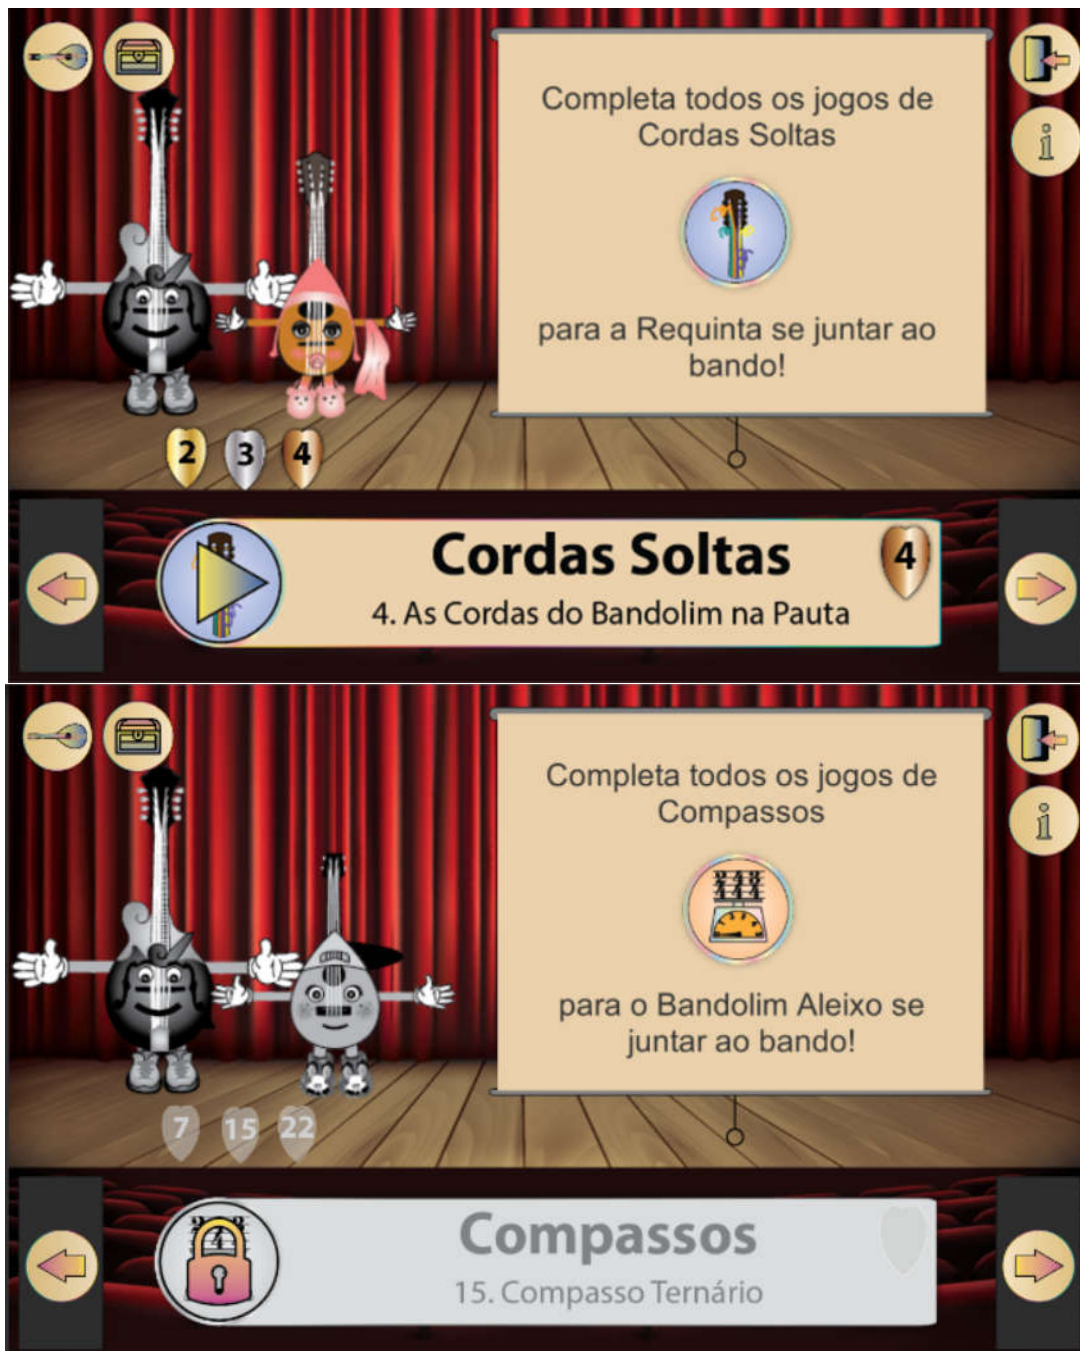 Completa todos os jogos de
Cordas Soltas
para a Requinta se juntar ao
bando!
i
2 3 4
Cordas Soltas
4
4. As Cordas do Bandolim na Pauta
Completa todos os jogos de
Compassos
para o Bandolim Aleixo se
juntar ao bando!
i
7 15 22
Compassos
15. Compasso Ternário